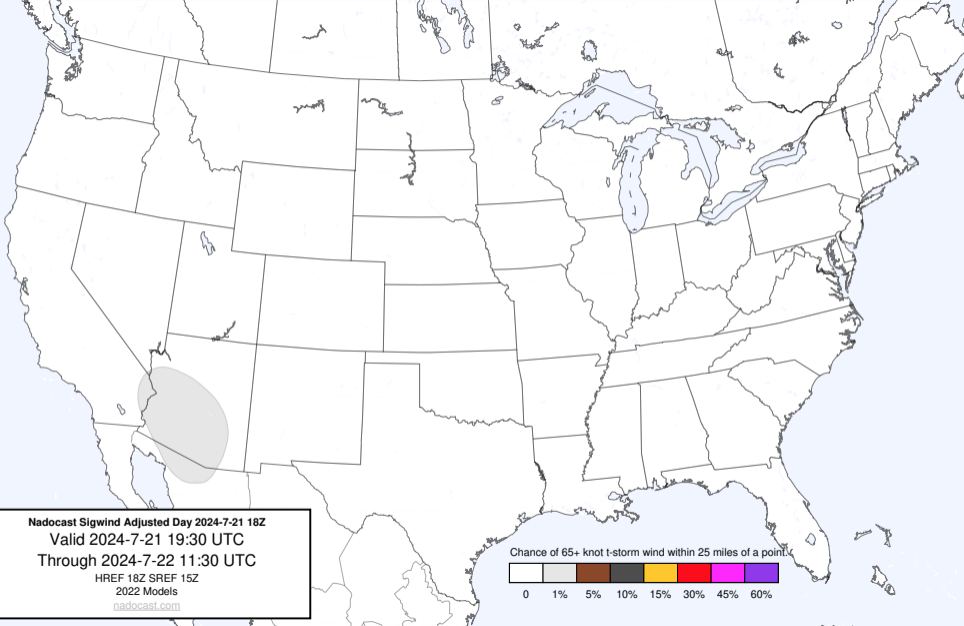 Nadocast Sigwind Adjusted Day 2024-7-21 18Z
Valid 2024-7-21 19:30 UTC
Through 2024-7-22 11:30 UTC
HREF 18Z SREF 15Z
2022 Models
nadocast.com
Chance of 65+ knot t-storm wind within 25 miles of a point.
0 1% 5% 10% 15% 30% 45% 60%